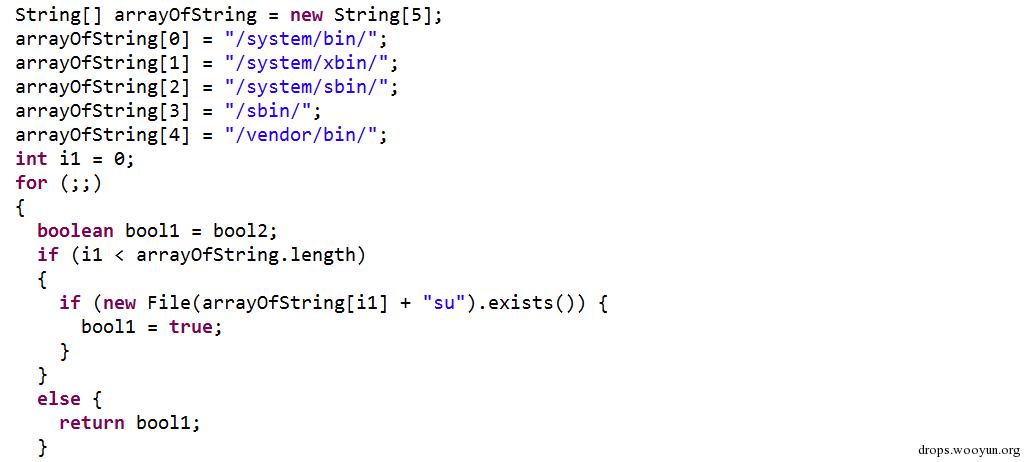 String[] arrayOfString = new String[5];
arrayOfString[0] = "/system/bin/";
arrayOfString[1] = "/system/xbin/";
arrayOfString[2] = "/system/sbin/";
arrayOfString[3] = "/sbin/";
arrayOfString[4] = "/vendor/bin/";
int i1 = 0;
for (;;)
{
  boolean bool1 = bool2;
  if (i1 < arrayOfString.length)
  {
    if (new File(arrayOfString[i1] + "su").exists()) {
      bool1 = true;
    }
  }
  else {
    return bool1;
  }
drops.wooyun.org